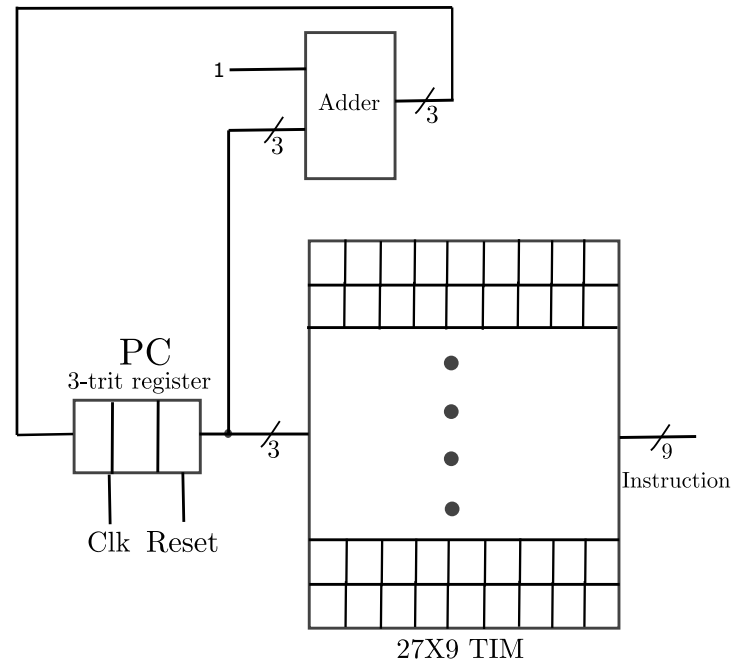 1
Adder
3
3
PC
3-trit register
3
9
Instruction
Clk Reset
27X9 TIM